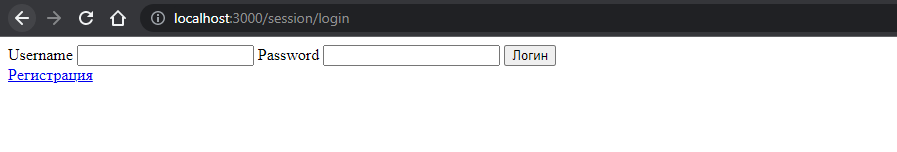 localhost:3000/session/login
Username Password Логин
Регистрация